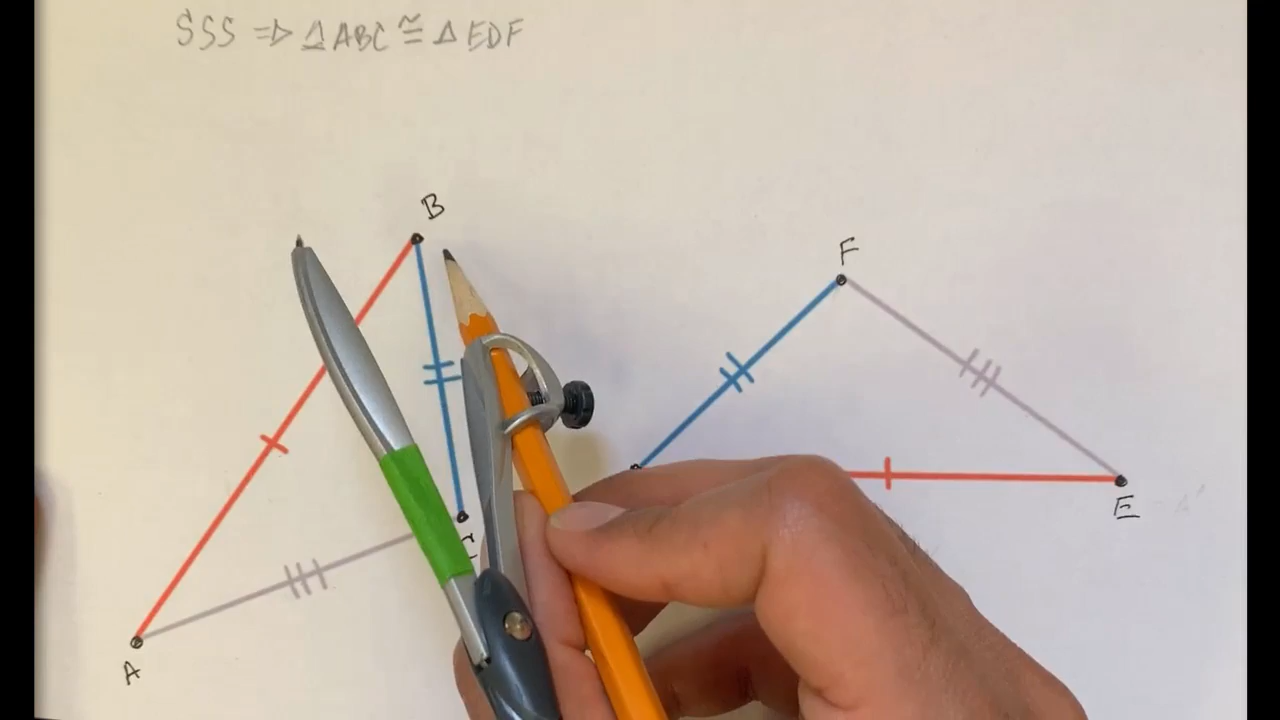 SSS ⇒ △ABC ≅ △EDF
B
F
E
A